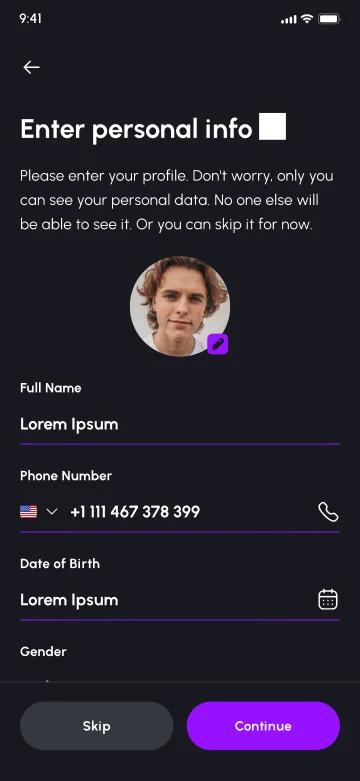 9:41
Enter personal info
Please enter your profile. Don't worry, only you
can see your personal data. No one else will
be able to see it. Or you can skip it for now.
Full Name
Lorem Ipsum
Phone Number
+1 111 467 378 399
Date of Birth
Lorem Ipsum
Gender
Skip
Continue